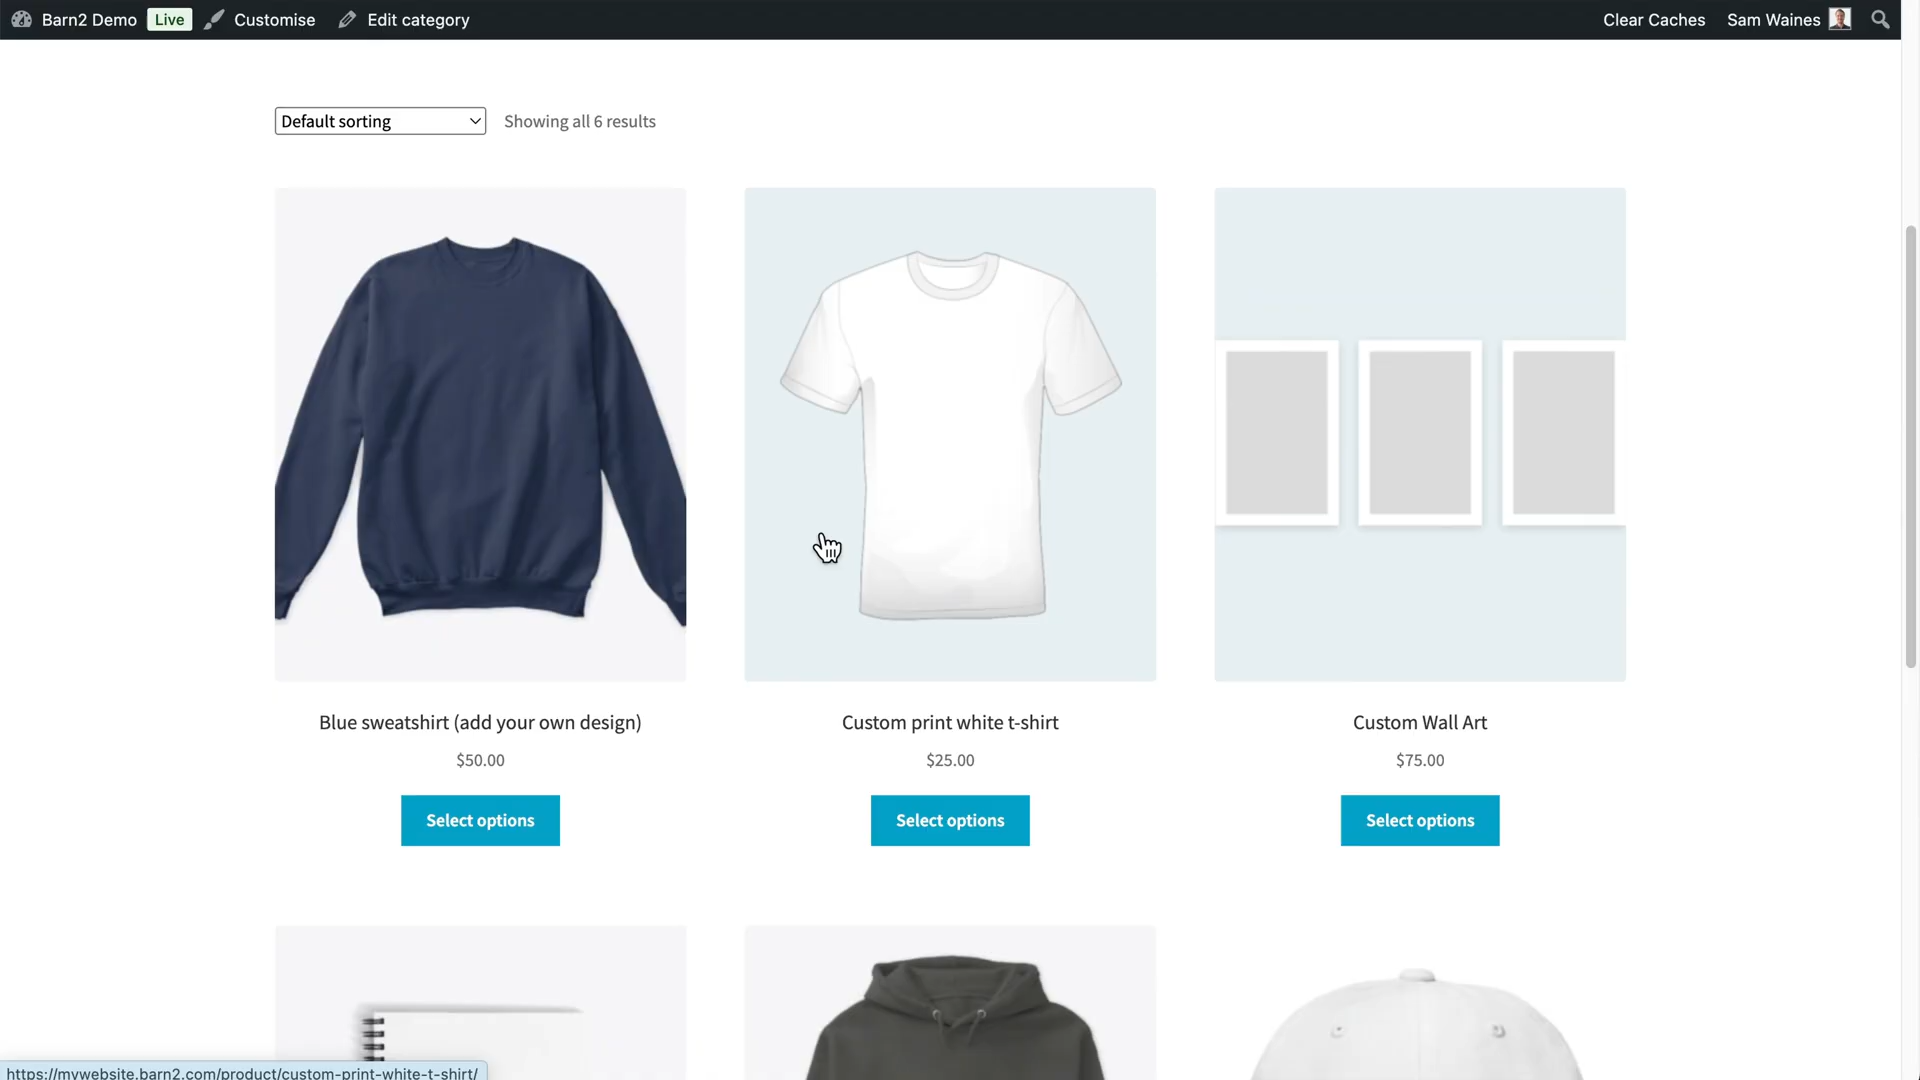 Barn2 Demo Live Customise Edit category Clear Caches Sam Waines
Default sorting Showing all 6 results
Blue sweatshirt (add your own design) Custom print white t-shirt Custom Wall Art
$50.00 $25.00 $75.00
Select options Select options Select options
https://mywebsite.barn2.com/product/custom-print-white-t-shirt/